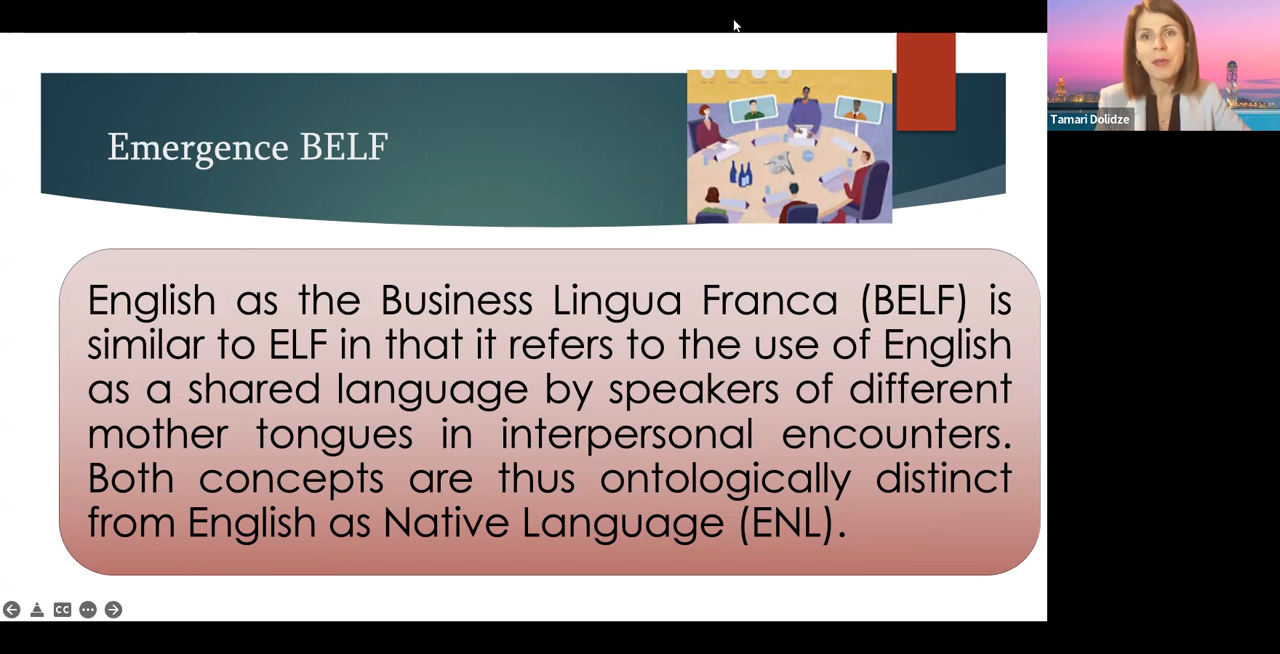 Emergence BELF
Tamari Dolidze
English as the Business Lingua Franca (BELF) is
similar to ELF in that it refers to the use of English
as a shared language by speakers of different
mother tongues in interpersonal encounters.
Both concepts are thus ontologically distinct
from English as Native Language (ENL).
CC